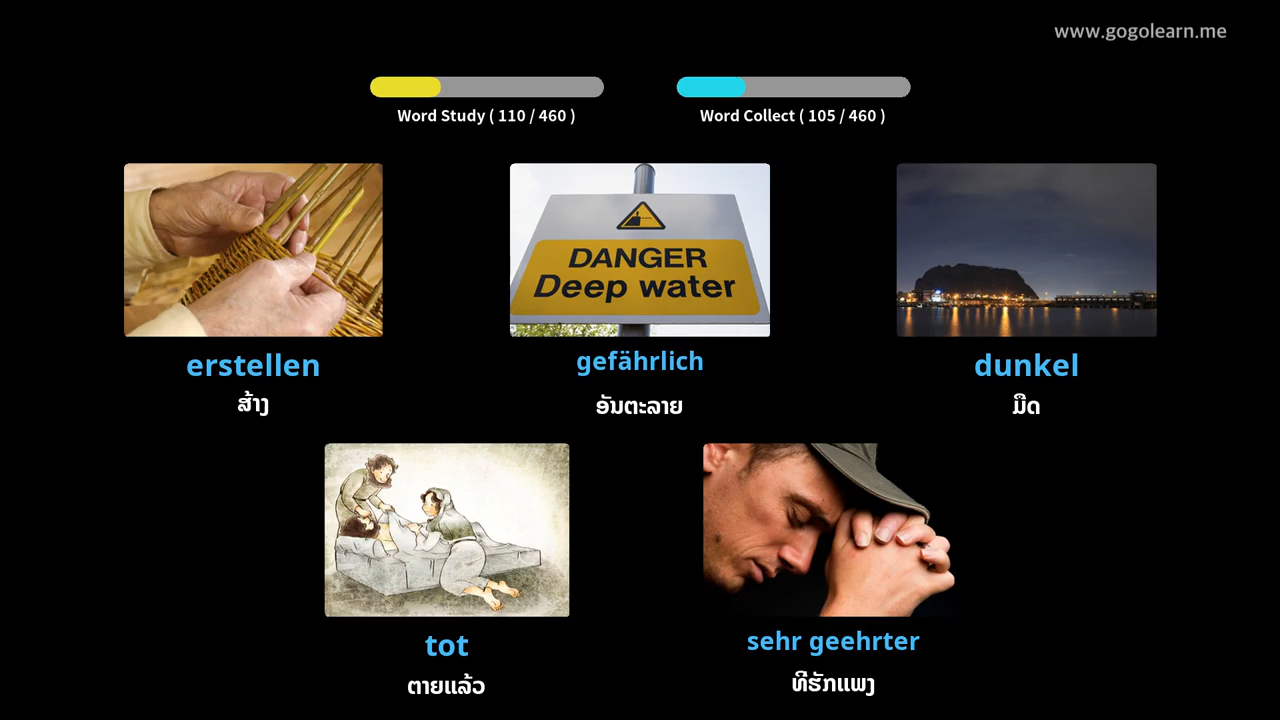 www.gogolearn.me
Word Study ( 110 / 460 )
Word Collect ( 105 / 460 )
DANGER
Deep water
erstellen
gefährlich
dunkel
ສ້າງ
ອັນຕະລາຍ
ມືດ
tot
sehr geehrter
ຕາຍແລ້ວ
ທີຮັກແພງ